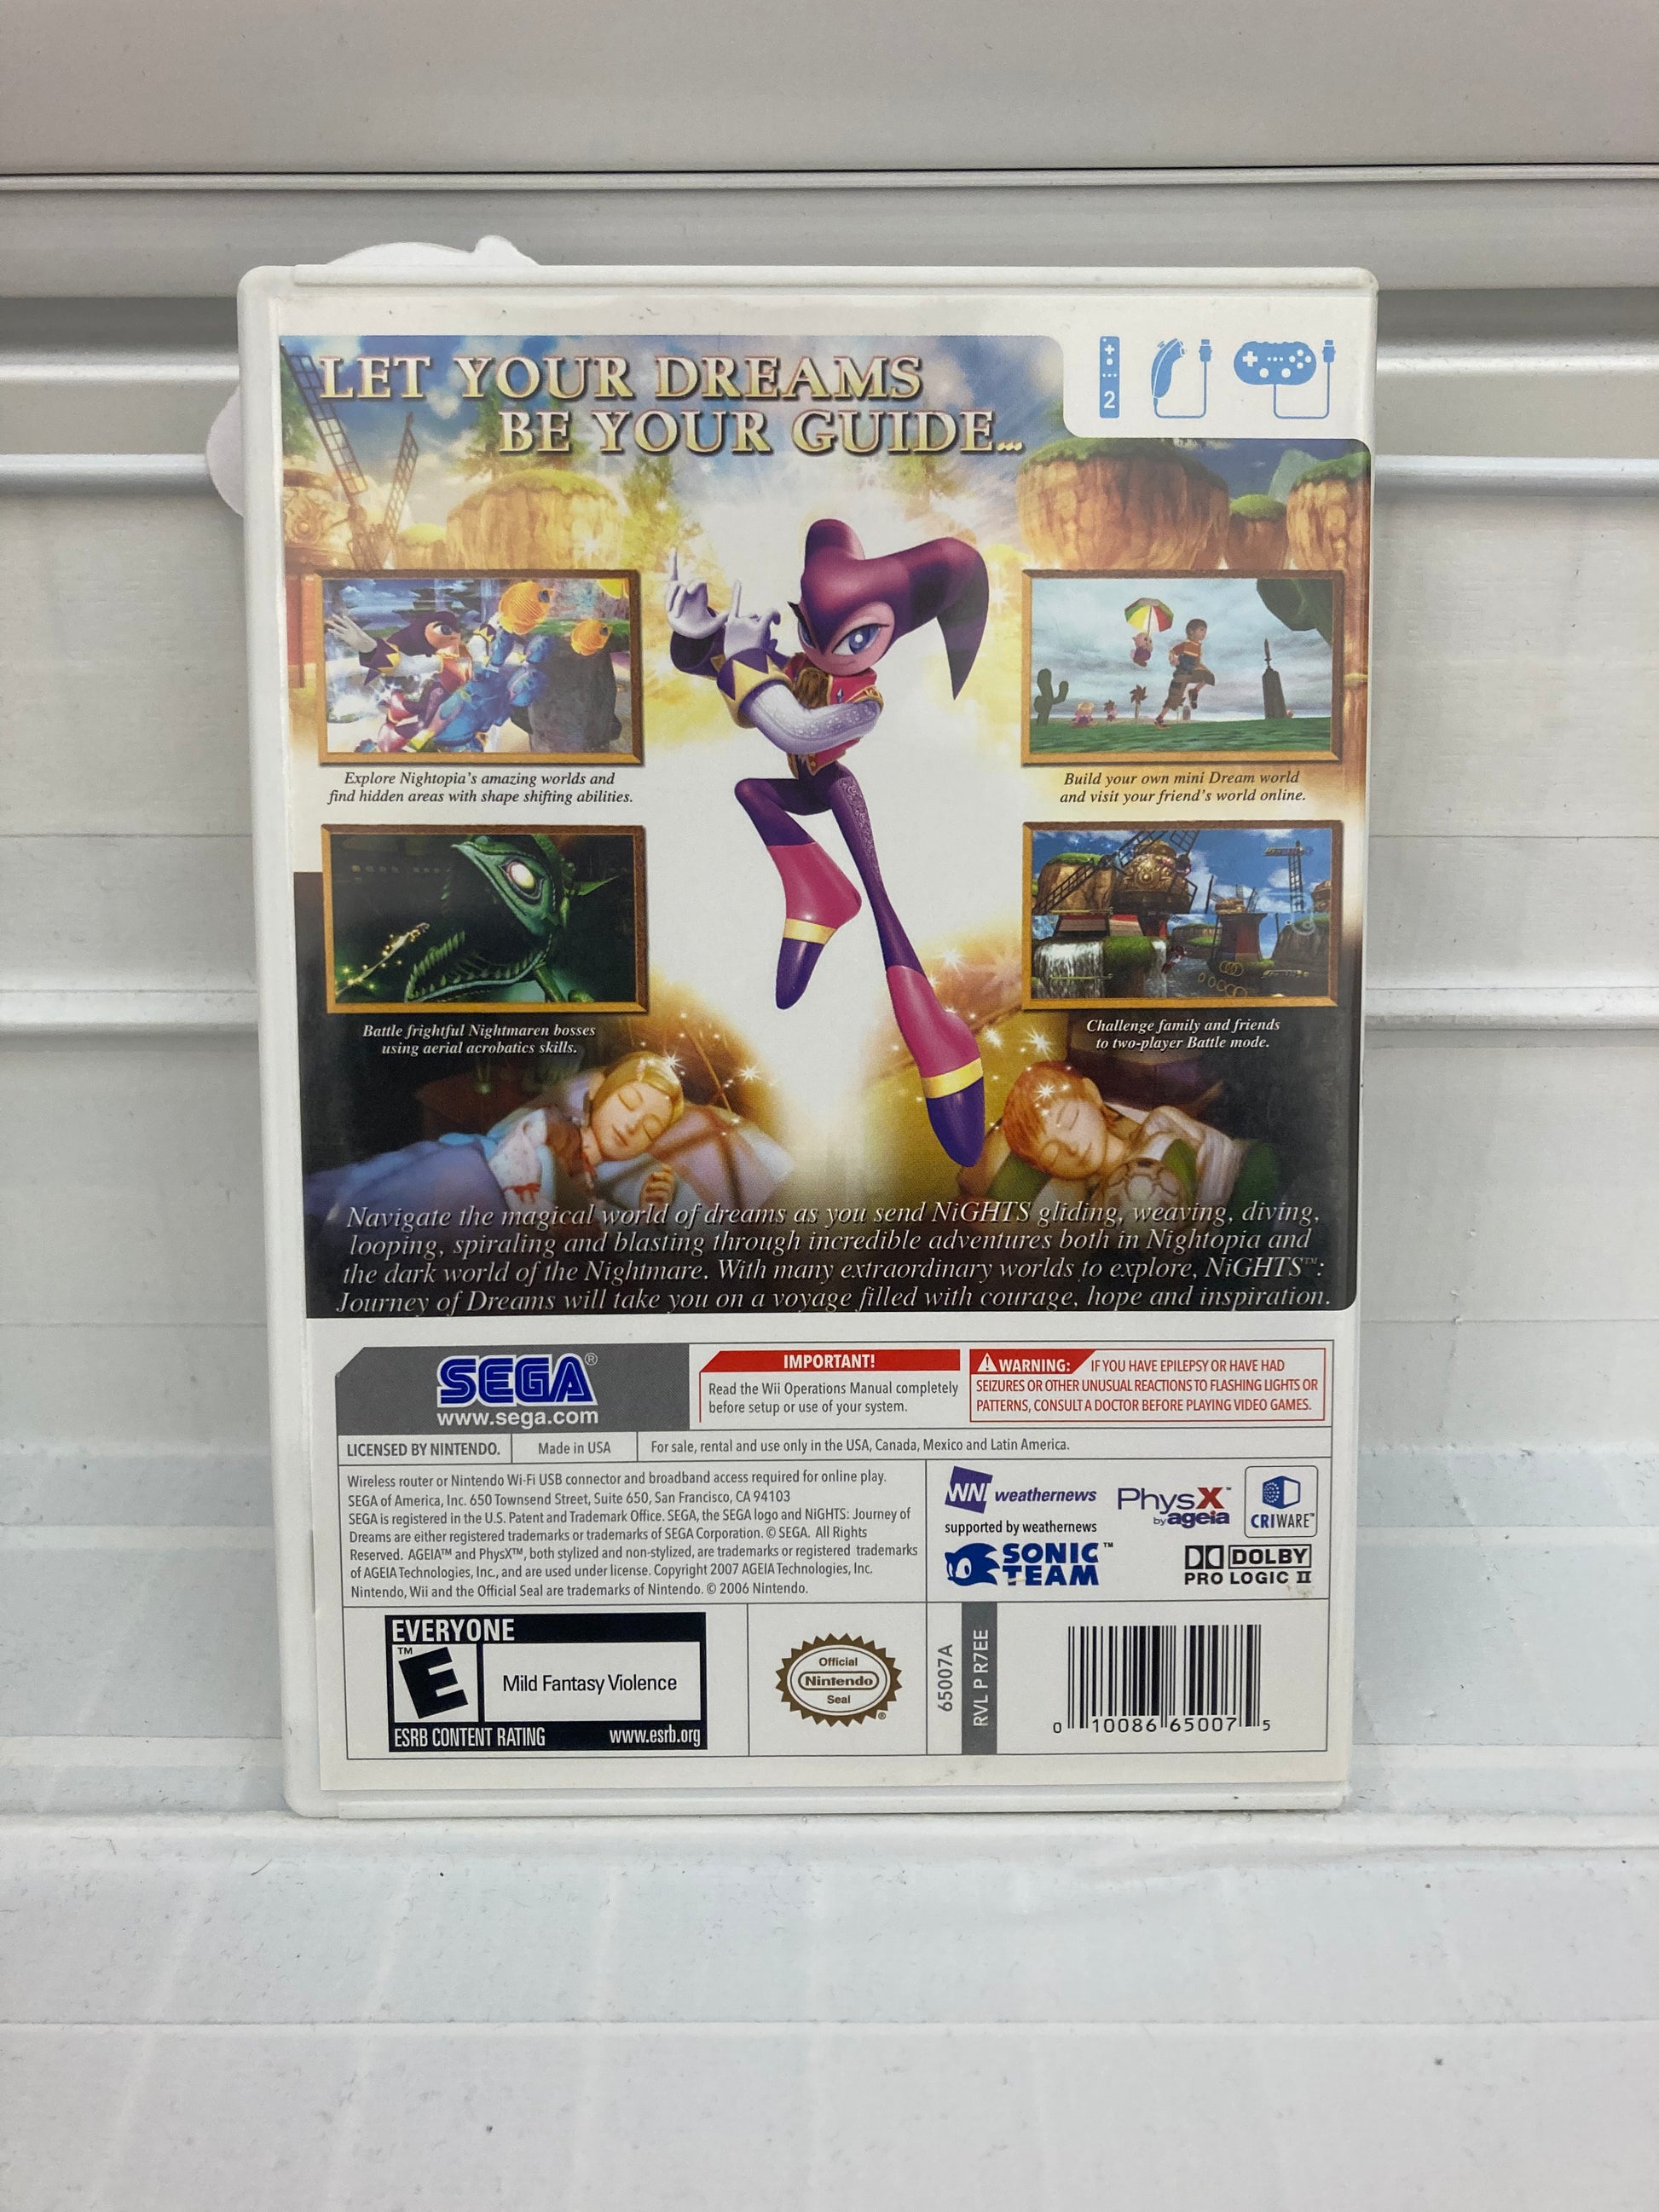 LET YOUR DREAMS
BE YOUR GUIDE...
2
Explore Nightopia's amazing worlds and
find hidden areas with shape shifting abilities.
Build your own mini Dream world
and visit your friend's world online.
Battle frightful Nightmaren bosses
using aerial acrobatics skills.
Challenge family and friends
to two-player Battle mode.
Navigate the magical world of dreams as you send NiGHTS gliding, weaving, diving,
looping, spiraling and blasting through incredible adventures both in Nightopia and
the dark world of the Nightmare. With many extraordinary worlds to explore, NiGHTS™:
Journey of Dreams will take you on a voyage filled with courage, hope and inspiration.
SEGA®
www.sega.com
IMPORTANT!
Read the Wii Operations Manual completely
before setup or use of your system.
WARNING: IF YOU HAVE EPILEPSY OR HAVE HAD
SEIZURES OR OTHER UNUSUAL REACTIONS TO FLASHING LIGHTS OR
PATTERNS, CONSULT A DOCTOR BEFORE PLAYING VIDEO GAMES.
LICENSED BY NINTENDO. Made in USA For sale, rental and use only in the USA, Canada, Mexico and Latin America.
Wireless router or Nintendo Wi-Fi USB connector and broadband access required for online play.
SEGA of America, Inc. 650 Townsend Street, Suite 650, San Francisco, CA 94103
SEGA is registered in the U.S. Patent and Trademark Office. SEGA, the SEGA logo and NiGHTS: Journey of
Dreams are either registered trademarks or trademarks of SEGA Corporation. © SEGA. All Rights
Reserved. AGEIA™ and PhysX™, both stylized and non-stylized, are trademarks or registered trademarks
of AGEIA Technologies, Inc., and are used under license. Copyright 2007 AGEIA Technologies, Inc.
Nintendo, Wii and the Official Seal are trademarks of Nintendo. © 2006 Nintendo.
WNI weathernews
supported by weathernews
PhysX™
by ageia
CRIWARE™
SONIC™
TEAM
DOLBY
PRO LOGIC II
EVERYONE
™
E
Mild Fantasy Violence
ESRB CONTENT RATING www.esrb.org
Official
Nintendo
Seal
®
65007A
RVL P R7EE
0 10086 65007 5